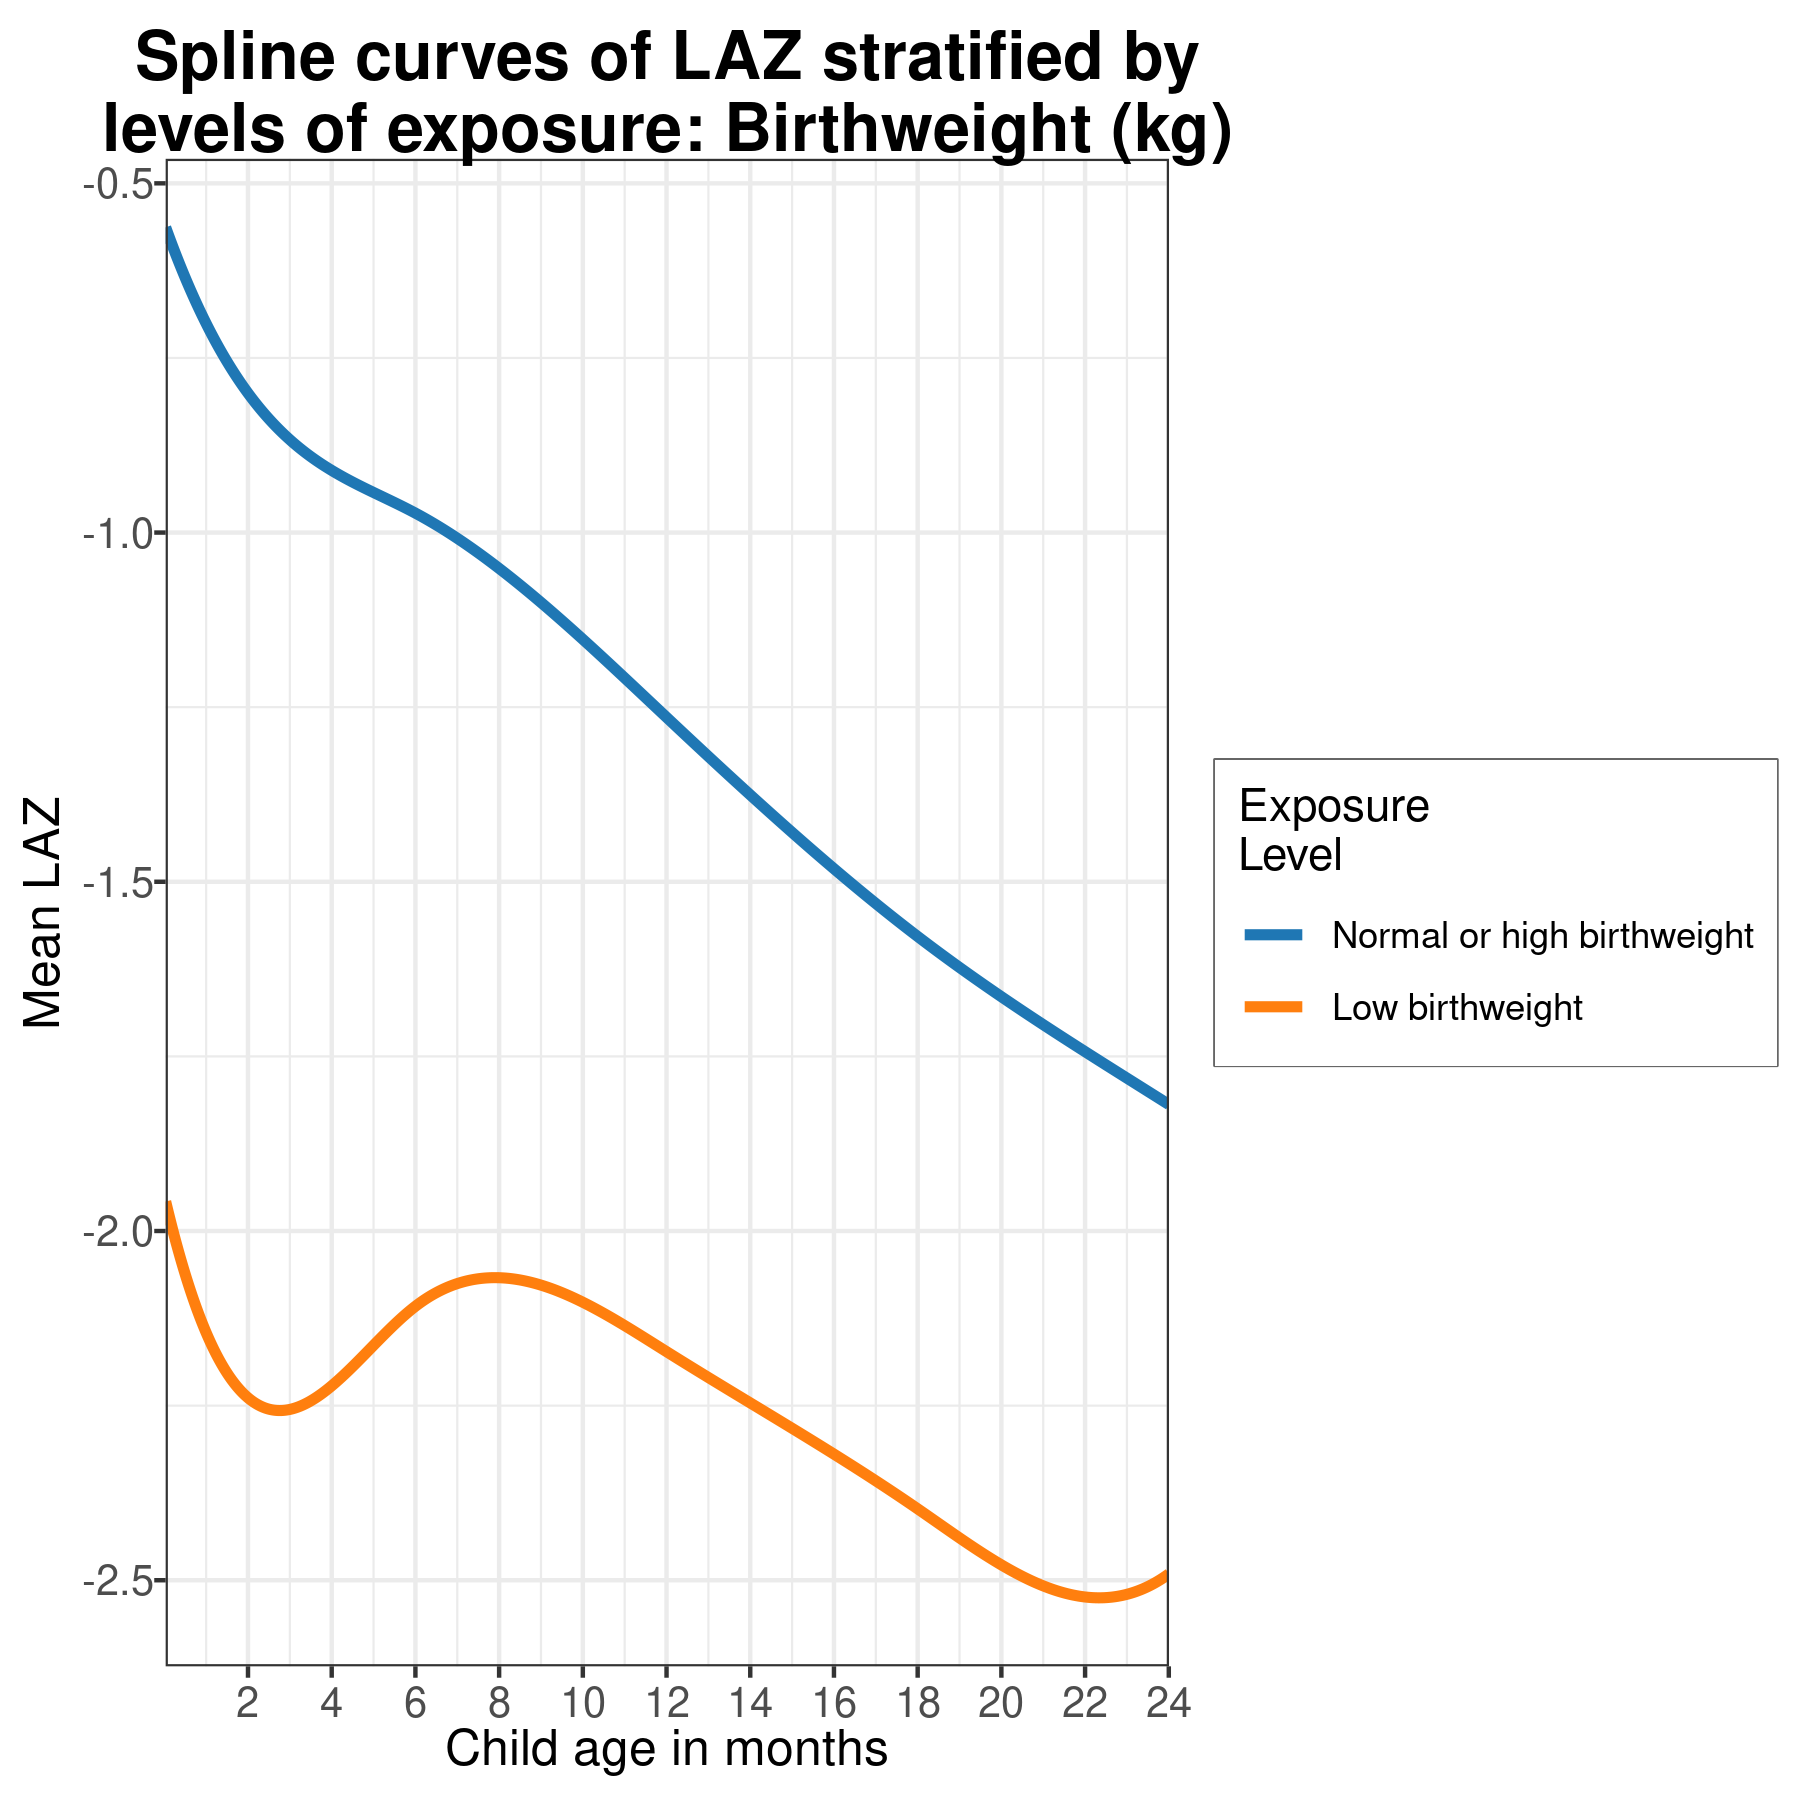 Spline curves of LAZ stratified by
levels of exposure: Birthweight (kg)
Mean LAZ
-0.5
-1.0
-1.5
-2.0
-2.5
2 4 6 8 10 12 14 16 18 20 22 24
Child age in months
Exposure
Level
Normal or high birthweight
Low birthweight